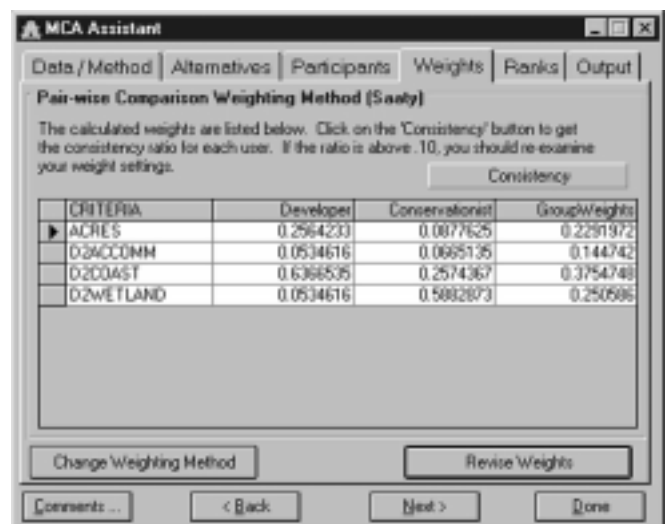 MCA Assistant
Data / Method Alternatives Participants Weights Ranks Output
Pair-wise Comparison Weighting Method (Saaty)
The calculated weights are listed below. Click on the 'Consistency' button to get
the consistency ratio for each user. If the ratio is above .10, you should re-examine
your weight settings.
Consistency
CRITERIA Developer Conservationist GroupWeights
ACRES 0.2564233 0.0877625 0.2291972
D2ACCOMM 0.0534616 0.0665135 0.144742
D2COAST 0.6366535 0.2574367 0.3754748
D2WETLAND 0.0534616 0.5882873 0.250586
Change Weighting Method Revise Weights
Comments ... < Back Next > Done